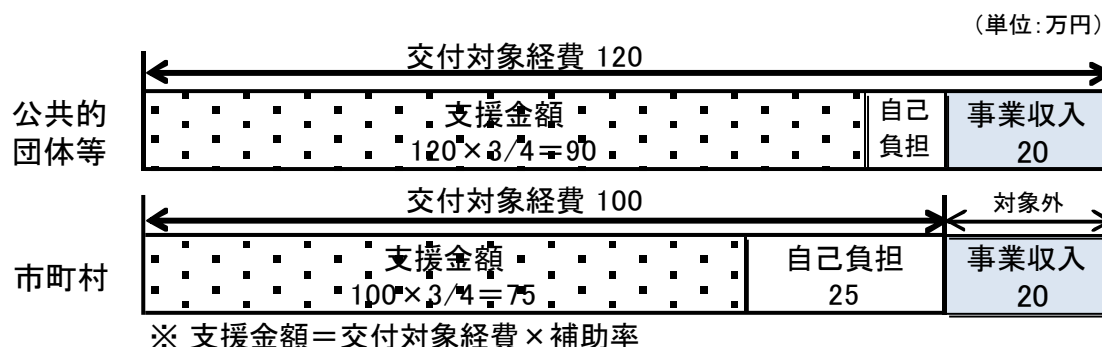 （単位：万円）
交付対象経費 120
公共的
団体等
支援金額
120×3/4＝90
自己
負担
事業収入
20
交付対象経費 100
対象外
市町村
支援金額
100×3/4＝75
自己負担
25
事業収入
20
※ 支援金額＝交付対象経費×補助率